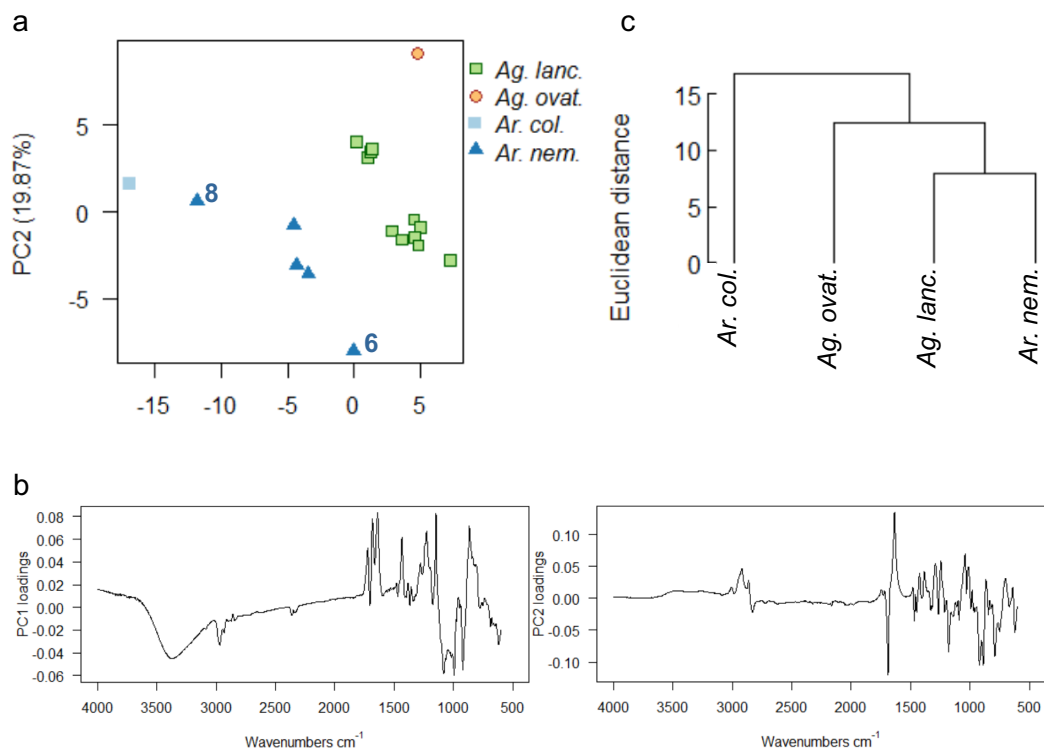 a
PC2 (19.87%)
5
0
-5
-15 -10 -5 0 5
8
6
Ag. lanc.
Ag. ovat.
Ar. col.
Ar. nem.
c
Euclidean distance
15
10
5
0
Ar. col.
Ag. ovat.
Ag. lanc.
Ar. nem.
b
PC1 loadings
0.08
0.06
0.04
0.02
0.00
-0.02
-0.04
-0.06
4000 3000 2500 2000 1500 1000 500
Wavenumbers cm-1
PC2 loadings
0.10
0.05
0.00
-0.05
-0.10
4000 3500 3000 2500 2000 1500 1000 500
Wavenumbers cm-1